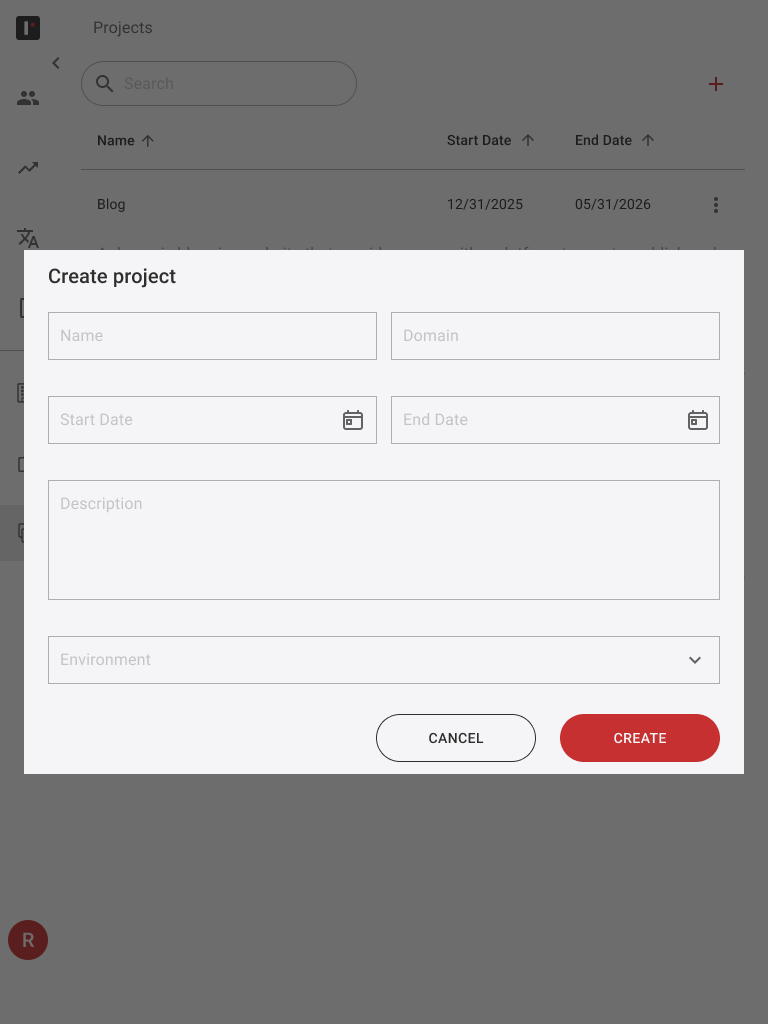 Projects
Search
Name Start Date End Date
Blog 12/31/2025 05/31/2026
Create project
Name Domain
Start Date End Date
Description
Environment
CANCEL CREATE
R